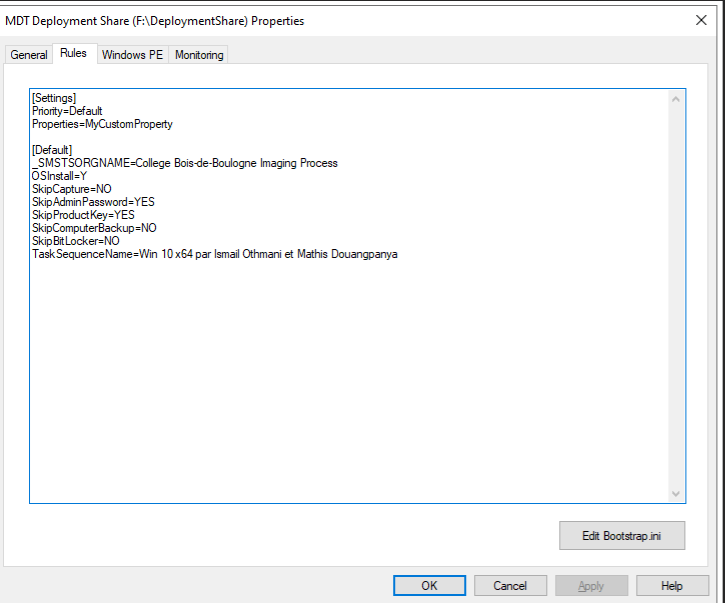 MDT Deployment Share (F:\DeploymentShare) Properties
General Rules Windows PE Monitoring
[Settings]
Priority=Default
Properties=MyCustomProperty
[Default]
_SMSTSORGNAME=College Bois-de-Boulogne Imaging Process
OSInstall=Y
SkipCapture=NO
SkipAdminPassword=YES
SkipProductKey=YES
SkipComputerBackup=NO
SkipBitLocker=NO
TaskSequenceName=Win 10 x64 par Ismail Othmani et Mathis Douangpanya
Edit Bootstrap.ini
OK Cancel Apply Help